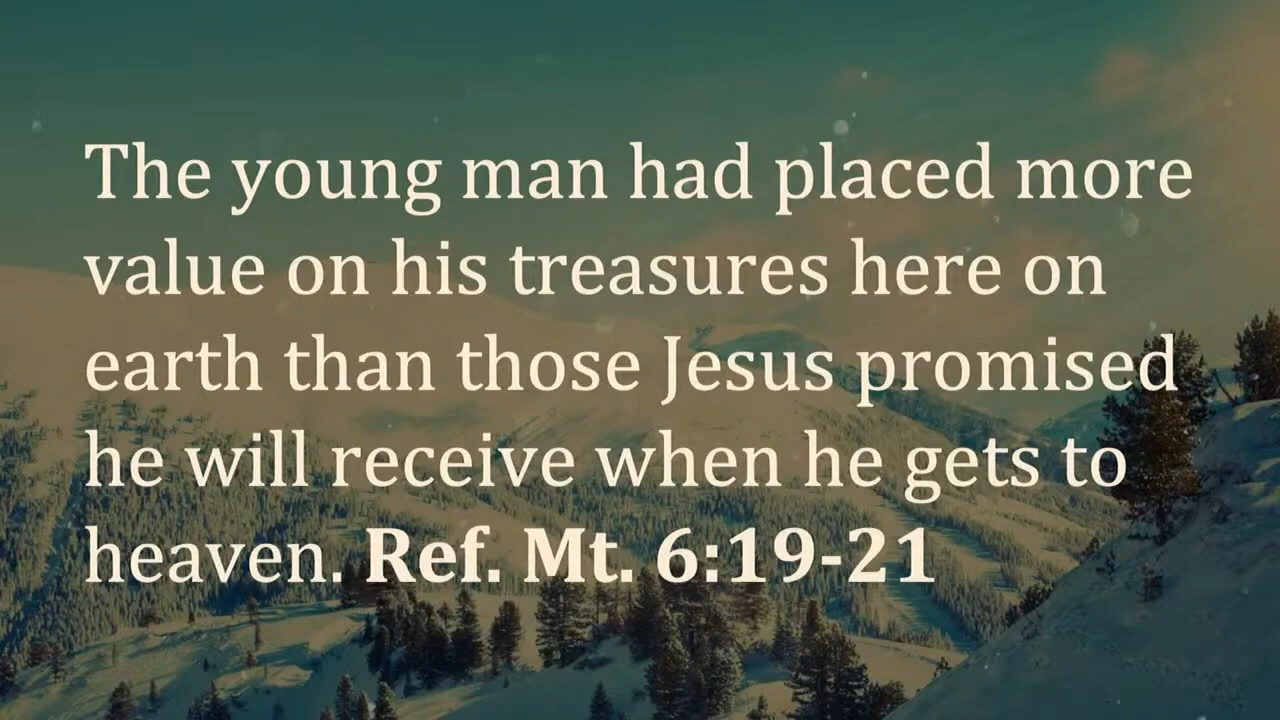 The young man had placed more
value on his treasures here on
earth than those Jesus promised
he will receive when he gets to
heaven. Ref. Mt. 6:19-21